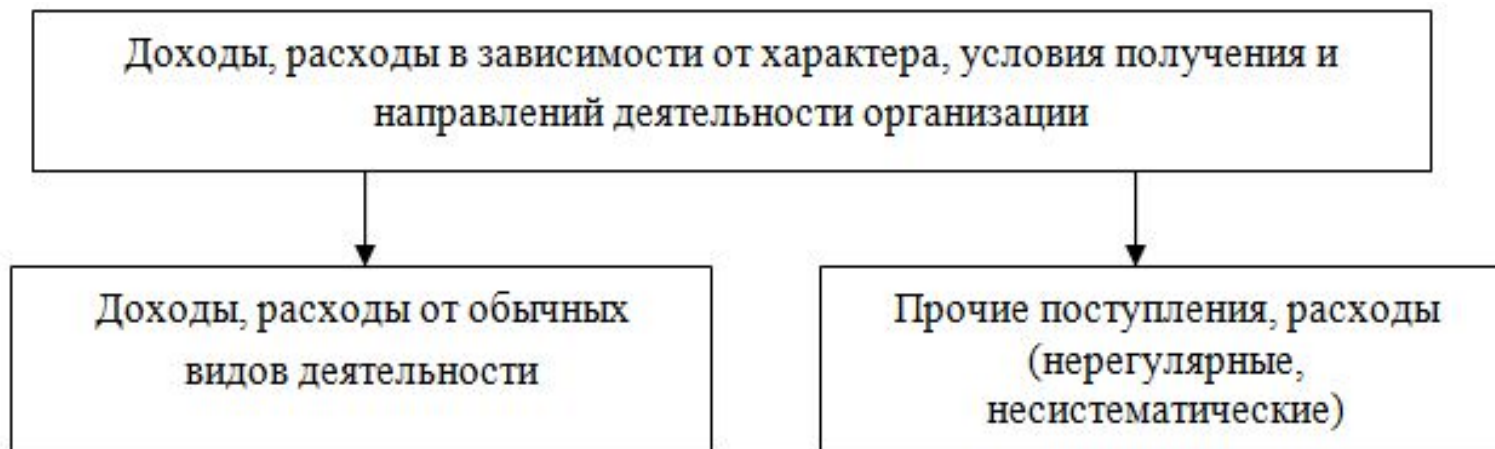 Доходы, расходы в зависимости от характера, условия получения и
направлений деятельности организации
Доходы, расходы от обычных
видов деятельности
Прочие поступления, расходы
(нерегулярные,
несистематические)